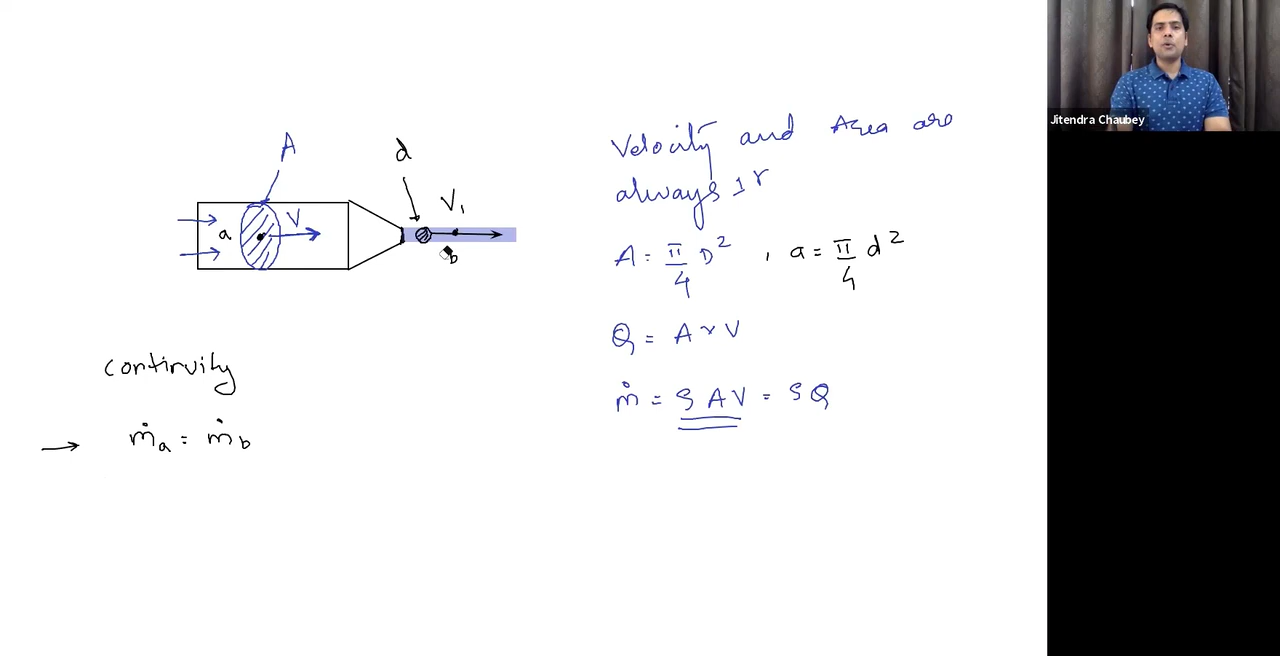 Jitendra Chaubey
A
d
V₁
a
V
b
Velocity and Area are
always ⊥r
A = π/4 D² , a = π/4 d²
Q = A × V
continuity
ṁ = ρ A V = ρ Q
→ ṁa = ṁb